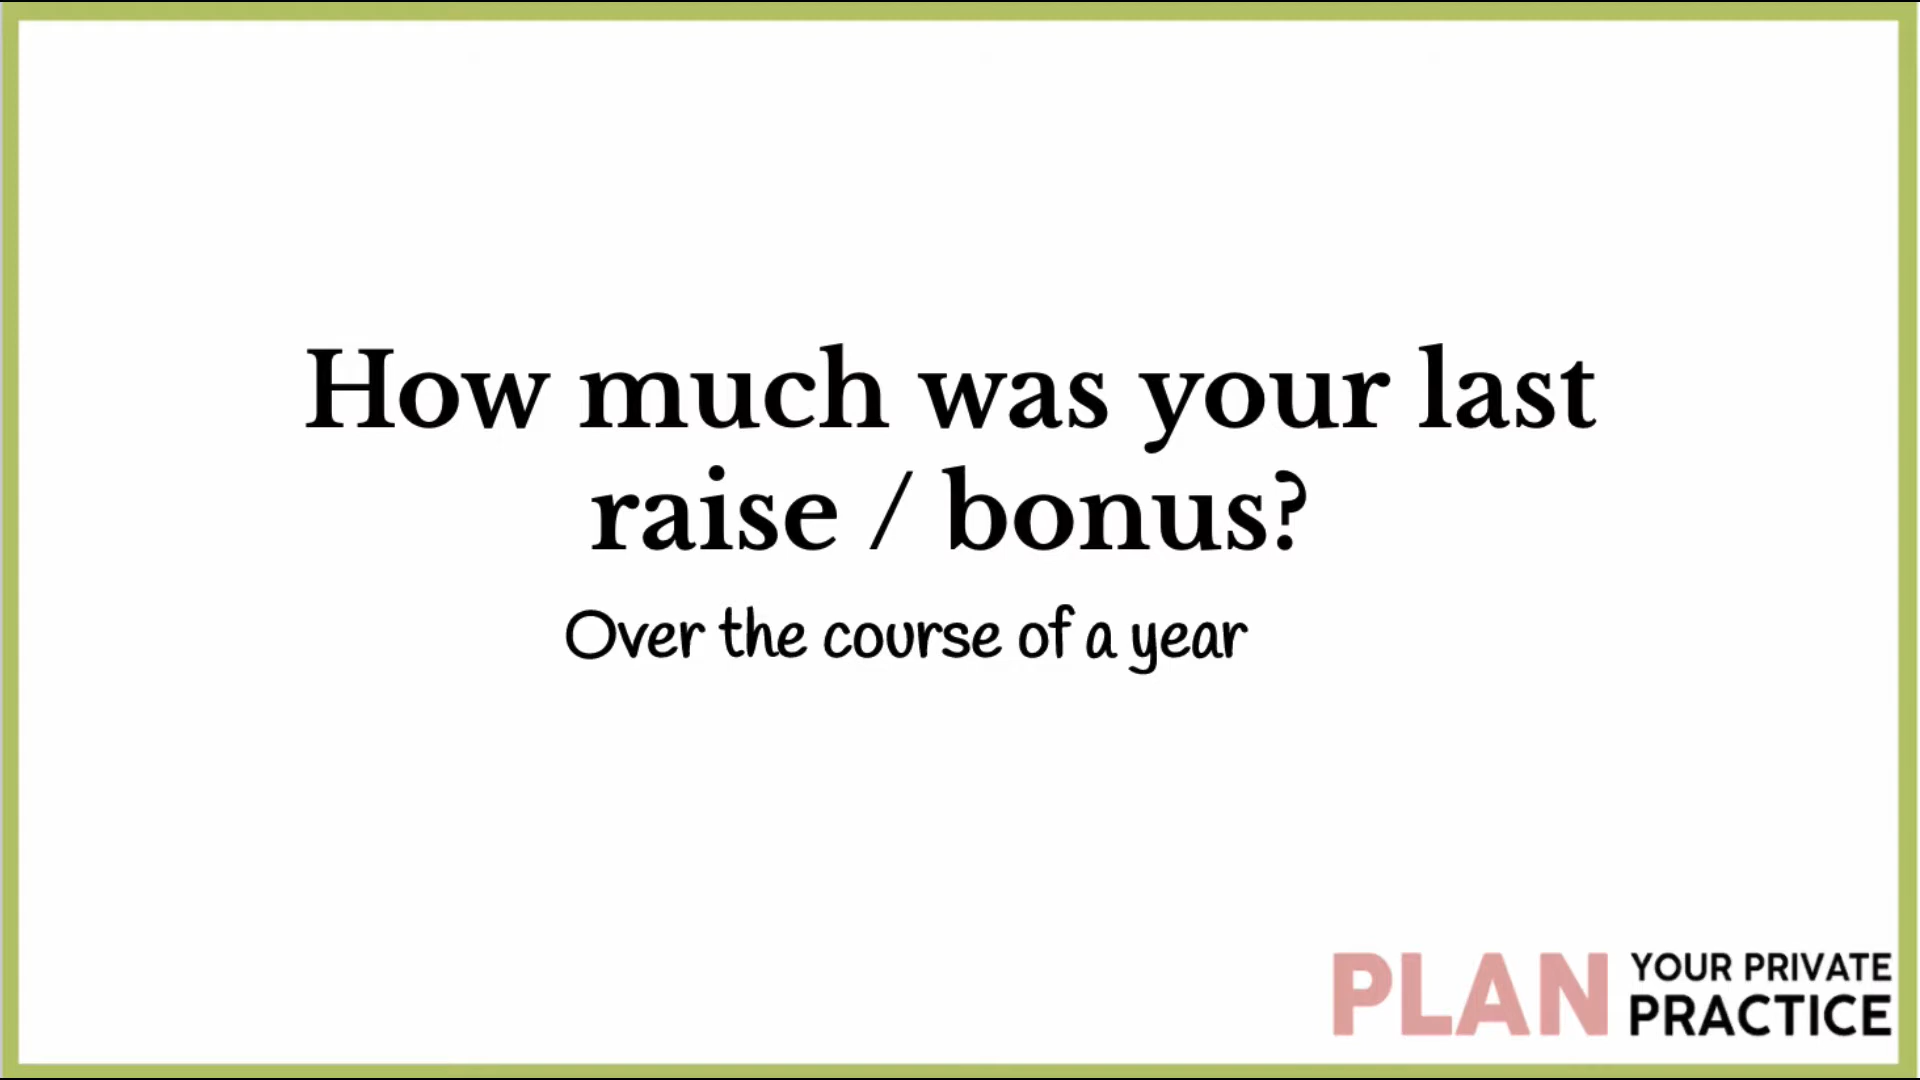 How much was your last
raise / bonus?
Over the course of a year
PLAN YOUR PRIVATE
PRACTICE